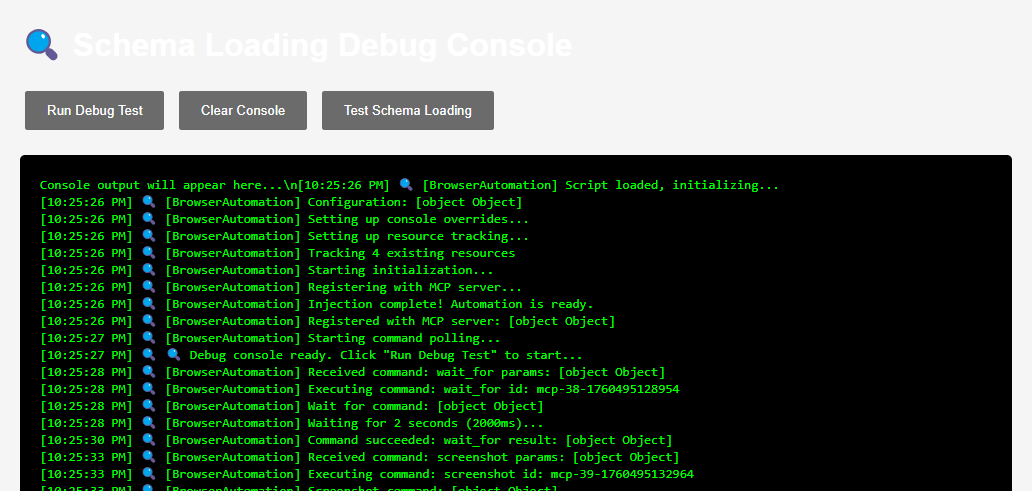 🔍 Schema Loading Debug Console
Run Debug Test
Clear Console
Test Schema Loading
Console output will appear here...\n[10:25:26 PM] 🔍 [BrowserAutomation] Script loaded, initializing...
[10:25:26 PM] 🔍 [BrowserAutomation] Configuration: [object Object]
[10:25:26 PM] 🔍 [BrowserAutomation] Setting up console overrides...
[10:25:26 PM] 🔍 [BrowserAutomation] Setting up resource tracking...
[10:25:26 PM] 🔍 [BrowserAutomation] Tracking 4 existing resources
[10:25:26 PM] 🔍 [BrowserAutomation] Starting initialization...
[10:25:26 PM] 🔍 [BrowserAutomation] Registering with MCP server...
[10:25:26 PM] 🔍 [BrowserAutomation] Injection complete! Automation is ready.
[10:25:26 PM] 🔍 [BrowserAutomation] Registered with MCP server: [object Object]
[10:25:27 PM] 🔍 [BrowserAutomation] Starting command polling...
[10:25:27 PM] 🔍 🔍 Debug console ready. Click "Run Debug Test" to start...
[10:25:28 PM] 🔍 [BrowserAutomation] Received command: wait_for params: [object Object]
[10:25:28 PM] 🔍 [BrowserAutomation] Executing command: wait_for id: mcp-38-1760495128954
[10:25:28 PM] 🔍 [BrowserAutomation] Wait for command: [object Object]
[10:25:28 PM] 🔍 [BrowserAutomation] Waiting for 2 seconds (2000ms)...
[10:25:30 PM] 🔍 [BrowserAutomation] Command succeeded: wait_for result: [object Object]
[10:25:33 PM] 🔍 [BrowserAutomation] Received command: screenshot params: [object Object]
[10:25:33 PM] 🔍 [BrowserAutomation] Executing command: screenshot id: mcp-39-1760495132964
[10:25:33 PM] 🔍 [BrowserAutomation] Screenshot command: [object Object]